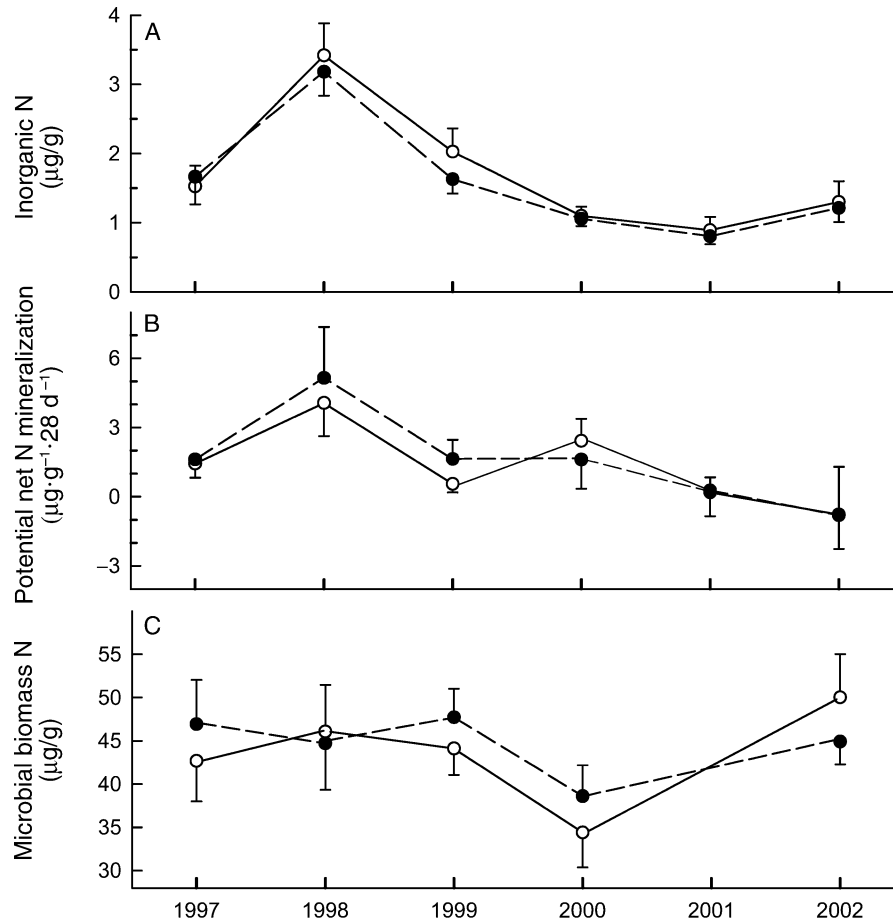 A
Inorganic N
(μg/g)
4
3
2
1
0
B
Potential net N mineralization
(μg·g⁻¹·28 d⁻¹)
6
3
0
−3
C
Microbial biomass N
(μg/g)
55
50
45
40
35
30
1997 1998 1999 2000 2001 2002